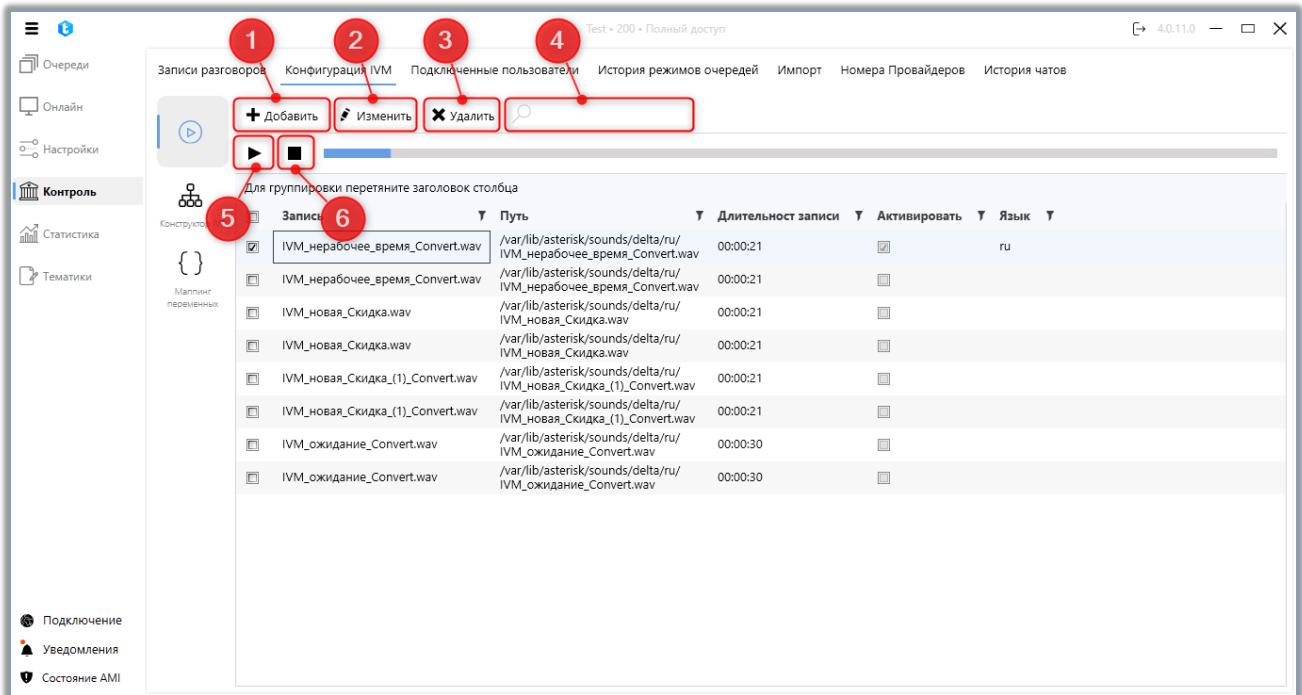 Test • 200 • Полный доступ
4.0.11.0
1
2
3
4
Очереди
Онлайн
Настройки
Контроль
Статистика
Тематики
Записи разговоров
Конфигурация IVM
Подключенные пользователи
История режимов очередей
Импорт
Номера Провайдеров
История чатов
Добавить
Изменить
Удалить
5
6
Конструктор
Маппинг
переменных
Для группировки перетяните заголовок столбца
Запись Путь Длительност записи Активировать Язык
IVM_нерабочее_время_Convert.wav
/var/lib/asterisk/sounds/delta/ru/
IVM_нерабочее_время_Convert.wav
00:00:21
ru
IVM_нерабочее_время_Convert.wav
/var/lib/asterisk/sounds/delta/ru/
IVM_нерабочее_время_Convert.wav
00:00:21
IVM_новая_Скидка.wav
/var/lib/asterisk/sounds/delta/ru/
IVM_новая_Скидка.wav
00:00:21
IVM_новая_Скидка.wav
/var/lib/asterisk/sounds/delta/ru/
IVM_новая_Скидка.wav
00:00:21
IVM_новая_Скидка_(1)_Convert.wav
/var/lib/asterisk/sounds/delta/ru/
IVM_новая_Скидка_(1)_Convert.wav
00:00:21
IVM_новая_Скидка_(1)_Convert.wav
/var/lib/asterisk/sounds/delta/ru/
IVM_новая_Скидка_(1)_Convert.wav
00:00:21
IVM_ожидание_Convert.wav
/var/lib/asterisk/sounds/delta/ru/
IVM_ожидание_Convert.wav
00:00:30
IVM_ожидание_Convert.wav
/var/lib/asterisk/sounds/delta/ru/
IVM_ожидание_Convert.wav
00:00:30
Подключение
Уведомления
Состояние AMI